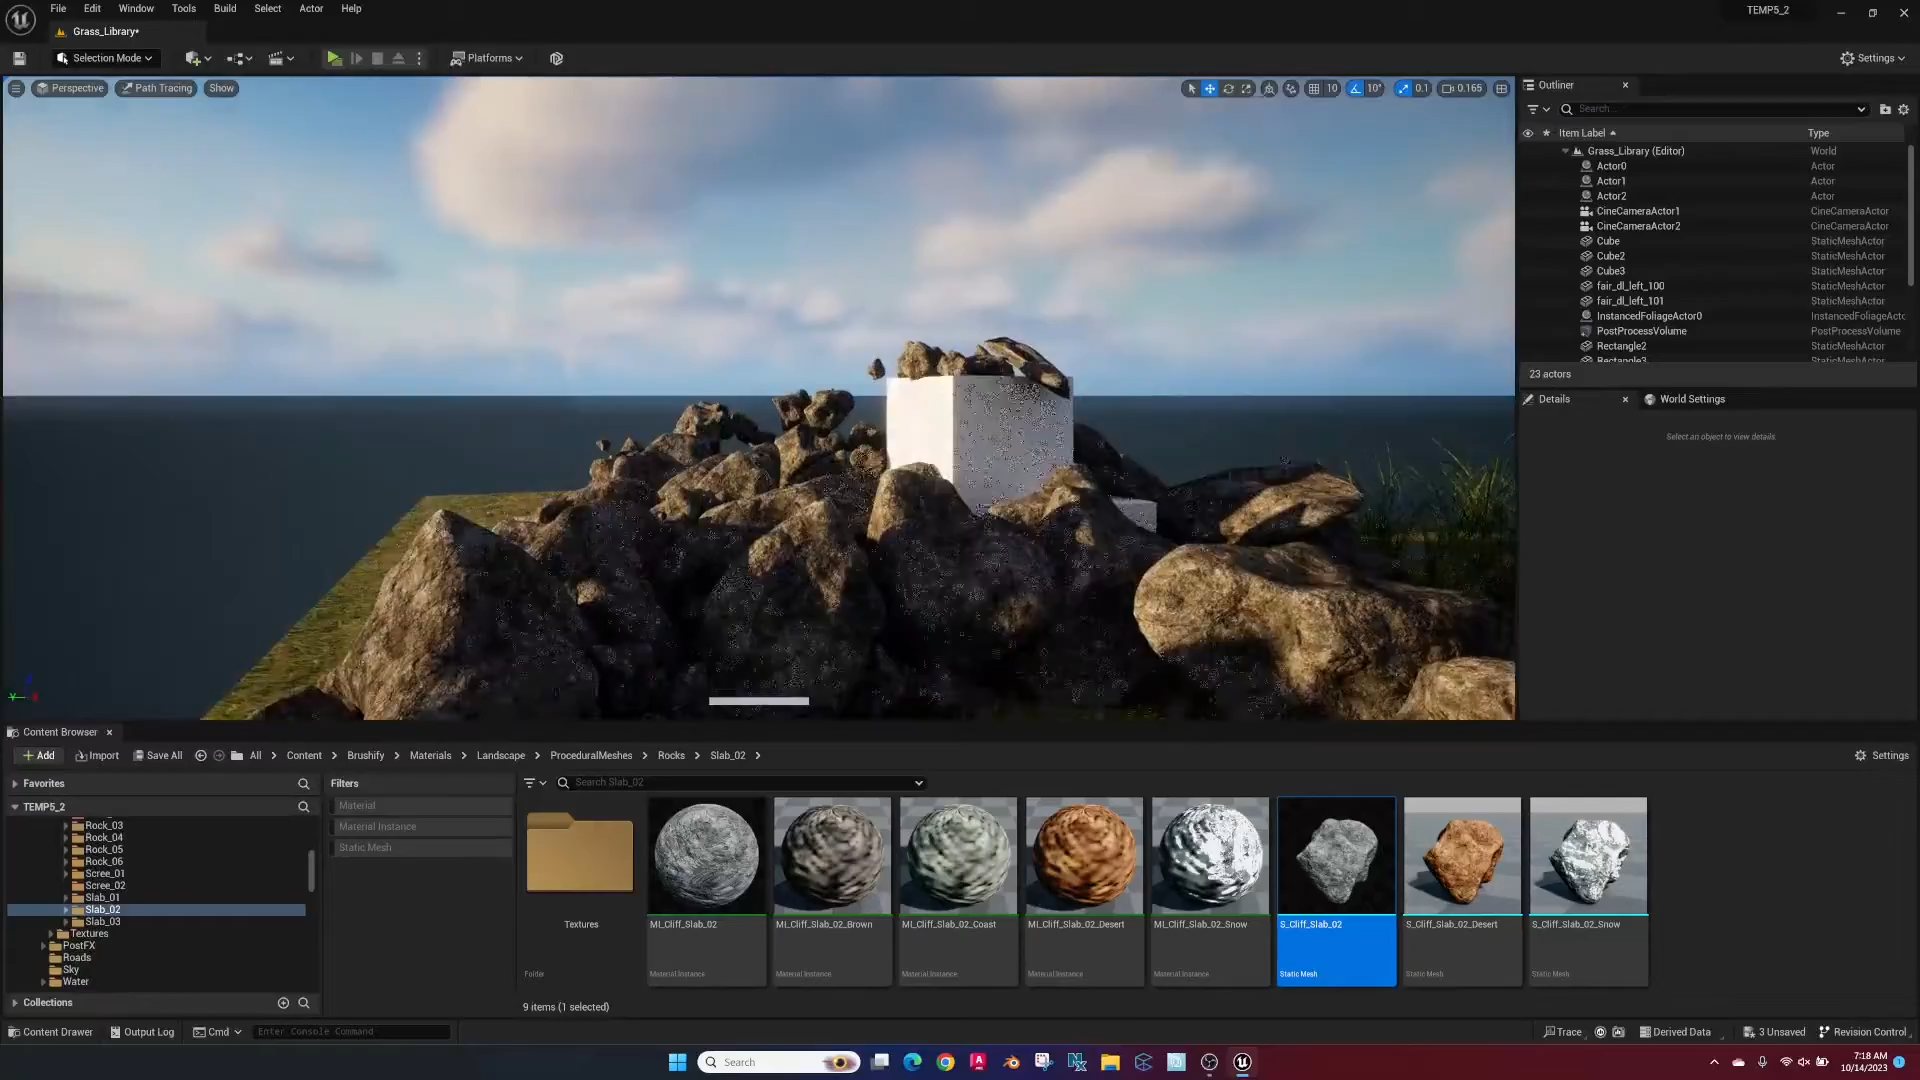 File Edit Window Tools Build Select Actor Help
TEMP5_2
Grass_Library*
Selection Mode
Platforms
Settings
Perspective Path Tracing Show
10 10° 0.1 0.165
Outliner
Search...
Item Label Type
Grass_Library (Editor) World
Actor0 Actor
Actor1 Actor
Actor2 Actor
CineCameraActor1 CineCameraActor
CineCameraActor2 CineCameraActor
Cube StaticMeshActor
Cube2 StaticMeshActor
Cube3 StaticMeshActor
fair_dl_left_100 StaticMeshActor
fair_dl_left_101 StaticMeshActor
InstancedFoliageActor0 InstancedFoliageActo
PostProcessVolume PostProcessVolume
Rectangle2 StaticMeshActor
Rectangle3 StaticMeshActor
23 actors
Details World Settings
Select an object to view details.
Content Browser
Add Import Save All All Content Brushify Materials Landscape ProceduralMeshes Rocks Slab_02
Settings
Favorites
Filters
Search Slab_02
TEMP5_2
Rock_03
Rock_04
Rock_05
Rock_06
Scree_01
Scree_02
Slab_01
Slab_02
Slab_03
Textures
PostFX
Roads
Sky
Water
Collections
Material
Material Instance
Static Mesh
Textures
Folder
MI_Cliff_Slab_02
Material Instance
MI_Cliff_Slab_02_Brown
Material Instance
MI_Cliff_Slab_02_Coast
Material Instance
MI_Cliff_Slab_02_Desert
Material Instance
MI_Cliff_Slab_02_Snow
Material Instance
S_Cliff_Slab_02
Static Mesh
S_Cliff_Slab_02_Desert
Static Mesh
S_Cliff_Slab_02_Snow
Static Mesh
9 items (1 selected)
Content Drawer Output Log Cmd Enter Console Command
Trace Derived Data 3 Unsaved Revision Control
Search
7:18 AM
10/14/2023